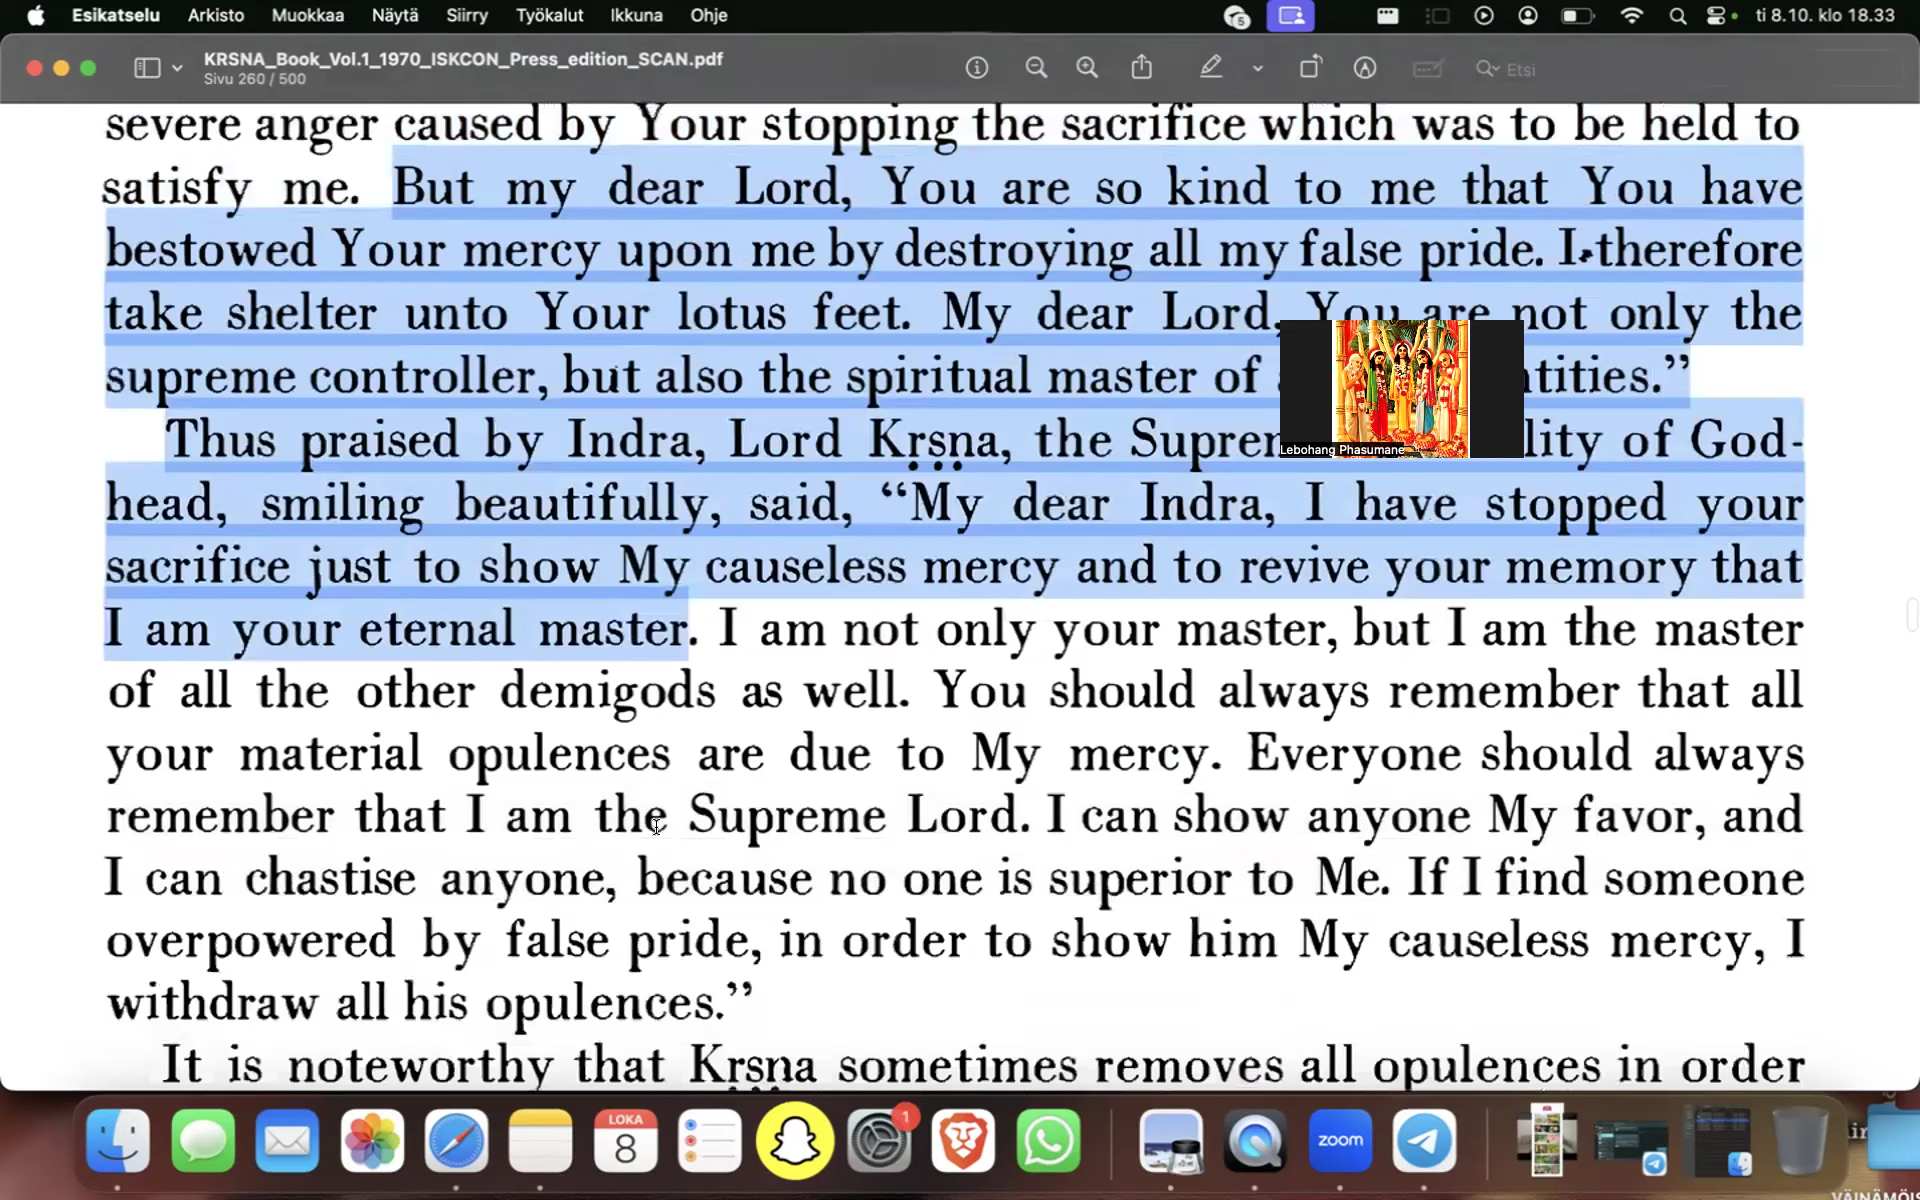 Esikatselu Arkisto Muokkaa Näytä Siirry Työkalut Ikkuna Ohje 5 ti 8.10. klo 18.33
KRSNA_Book_Vol.1_1970_ISKCON_Press_edition_SCAN.pdf
Sivu 260 / 500
Etsi
severe anger caused by Your stopping the sacrifice which was to be held to
satisfy me. But my dear Lord, You are so kind to me that You have
bestowed Your mercy upon me by destroying all my false pride. I therefore
take shelter unto Your lotus feet. My dear Lord, You are not only the
supreme controller, but also the spiritual master of ntities.”
Thus praised by Indra, Lord Kṛṣṇa, the Suprem lity of God-
head, smiling beautifully, said, “My dear Indra, I have stopped your
sacrifice just to show My causeless mercy and to revive your memory that
I am your eternal master. I am not only your master, but I am the master
of all the other demigods as well. You should always remember that all
your material opulences are due to My mercy. Everyone should always
remember that I am the Supreme Lord. I can show anyone My favor, and
I can chastise anyone, because no one is superior to Me. If I find someone
overpowered by false pride, in order to show him My causeless mercy, I
withdraw all his opulences.”
It is noteworthy that Kṛṣṇa sometimes removes all opulences in order
Lebohang Phasumane
LOKA
8
1
zoom